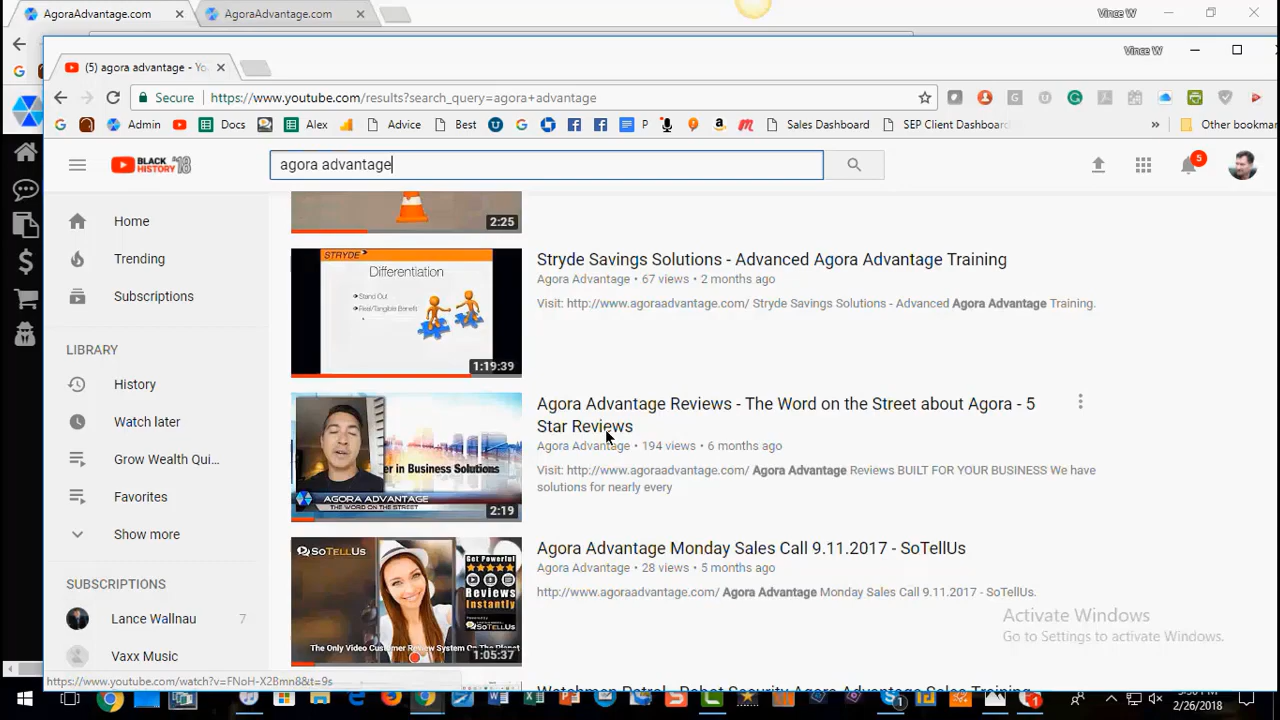 AgoraAdvantage.com
AgoraAdvantage.com
Vince W
Vince W
(5) agora advantage - Yo
Secure
https://www.youtube.com/results?search_query=agora+advantage
Admin
Docs
Alex
Advice
Best
P
Sales Dashboard
SEP Client Dashboard
»
Other bookmar
BLACK HISTORY '18
agora advantage
5
Home
Trending
Subscriptions
LIBRARY
History
Watch later
Grow Wealth Qui...
Favorites
Show more
SUBSCRIPTIONS
Lance Wallnau 7
Vaxx Music
2:25
STRYDE
Differentiation
Stand Out
Real/Tangible Benefit
1:19:39
Stryde Savings Solutions - Advanced Agora Advantage Training
Agora Advantage • 67 views • 2 months ago
Visit: http://www.agoraadvantage.com/ Stryde Savings Solutions - Advanced Agora Advantage Training.
er in Business Solutions
AGORA ADVANTAGE
THE WORD ON THE STREET
2:19
Agora Advantage Reviews - The Word on the Street about Agora - 5
Star Reviews
Agora Advantage • 194 views • 6 months ago
Visit: http://www.agoraadvantage.com/ Agora Advantage Reviews BUILT FOR YOUR BUSINESS We have
solutions for nearly every
SOTELLUS
Get Powerful
REVIEWS
Instantly
The Only Video Customer Review System On The Planet
1:05:37
Agora Advantage Monday Sales Call 9.11.2017 - SoTellUs
Agora Advantage • 28 views • 5 months ago
http://www.agoraadvantage.com/ Agora Advantage Monday Sales Call 9.11.2017 - SoTellUs.
Activate Windows
Go to Settings to activate Windows.
https://www.youtube.com/watch?v=FNoH-X2Bmn8&t=9s
2/26/2018